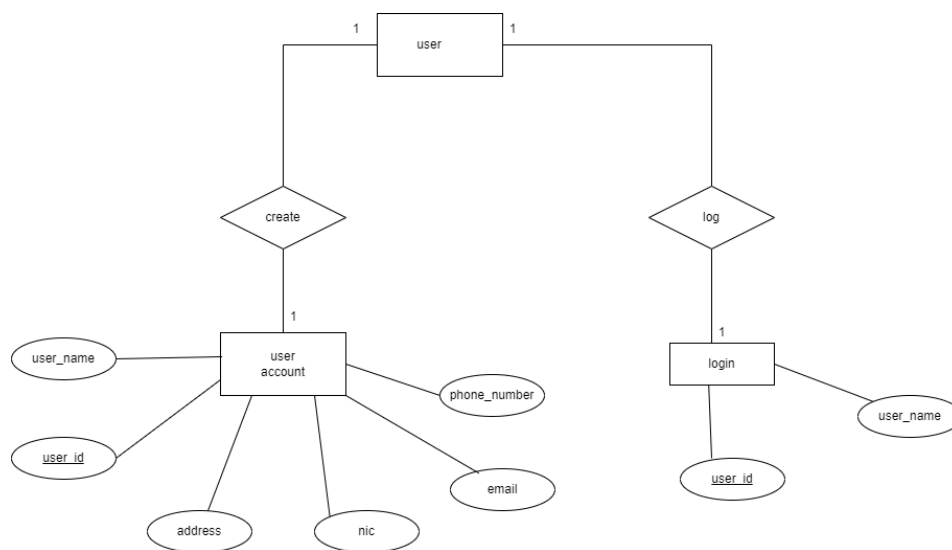 1
user
1
create
log
1
1
user_name
user
account
login
phone_number
user_name
user_id
user_id
email
address
nic